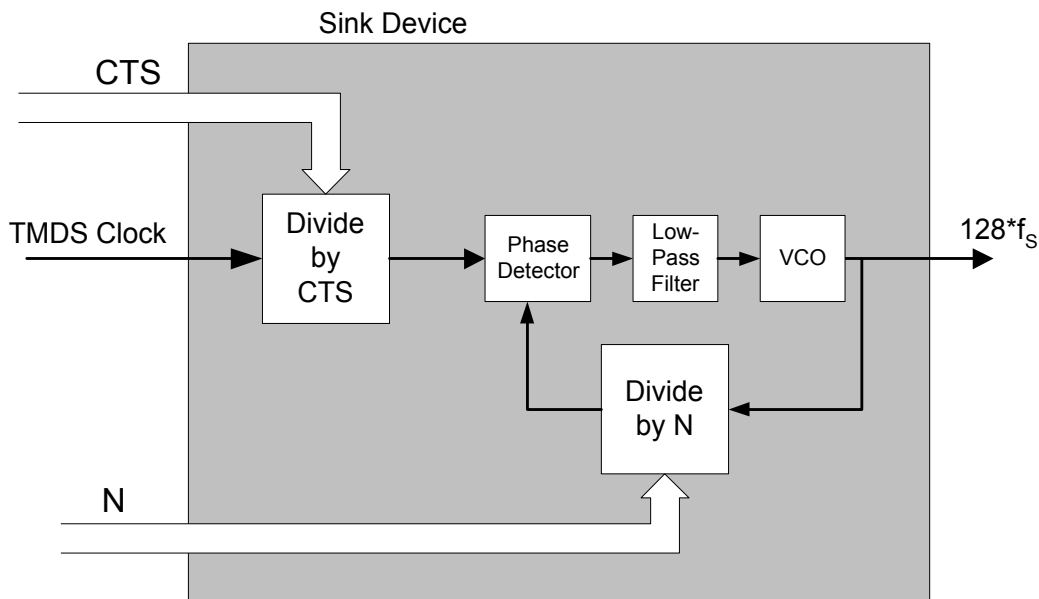 Sink Device
CTS
TMDS Clock
Divide
by
CTS
Phase
Detector
Low-
Pass
Filter
VCO
128*fS
Divide
by N
N